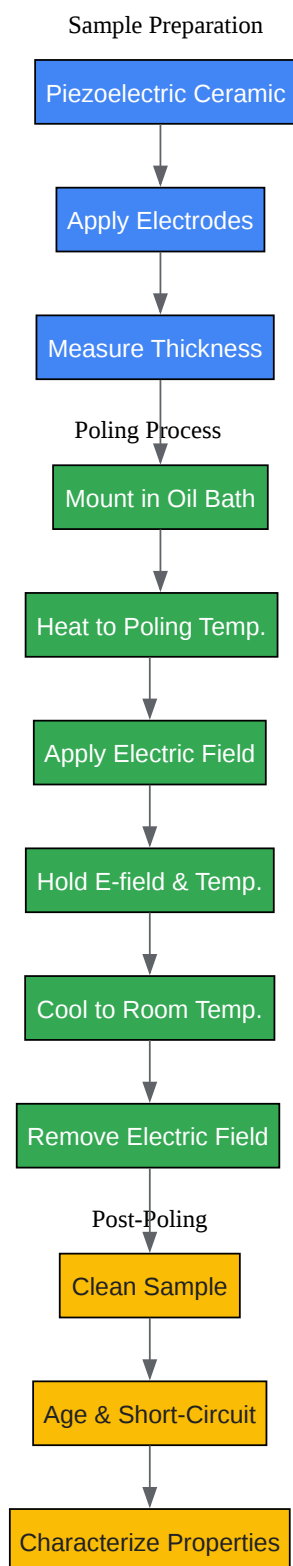 Sample Preparation
Piezoelectric Ceramic
Apply Electrodes
Measure Thickness
Poling Process
Mount in Oil Bath
Heat to Poling Temp.
Apply Electric Field
Hold E-field & Temp.
Cool to Room Temp.
Remove Electric Field
Post-Poling
Clean Sample
Age & Short-Circuit
Characterize Properties